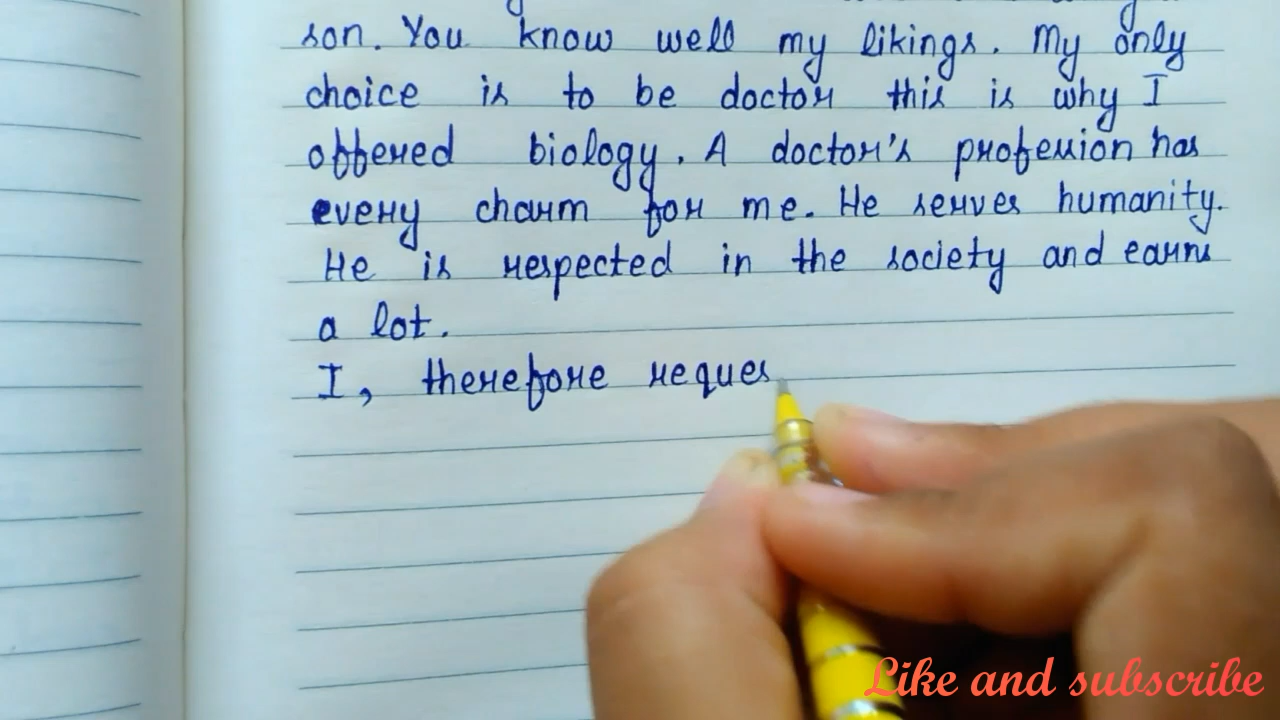 son. You know well my likings. My only
choice is to be doctor this is why I
offered biology. A doctor's profession has
every charm for me. He serves humanity.
He is respected in the society and earns
a lot.
I, therefore reques
Like and subscribe